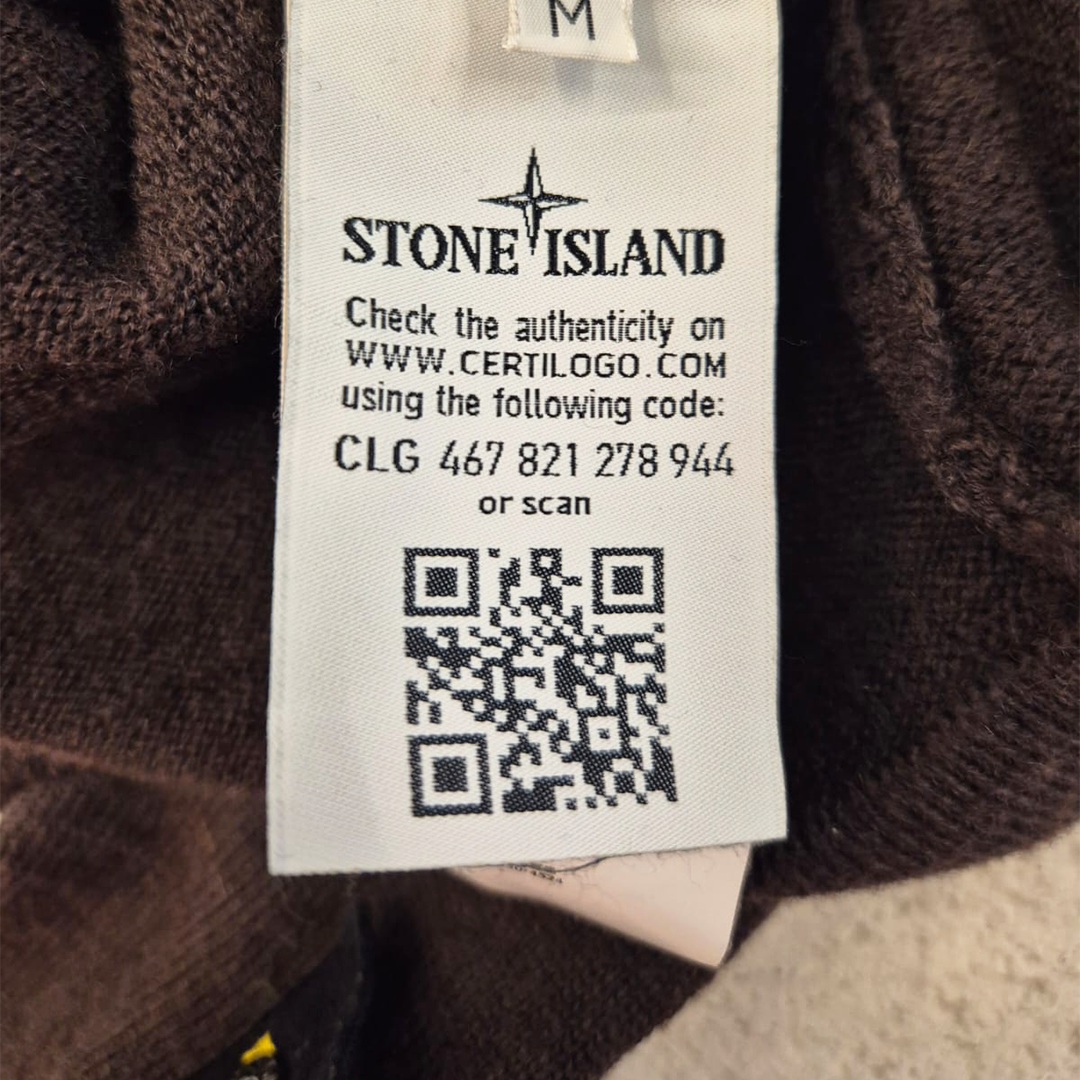 M
STONE ISLAND
Check the authenticity on
WWW.CERTILOGO.COM
using the following code:
CLG 467 821 278 944
or scan